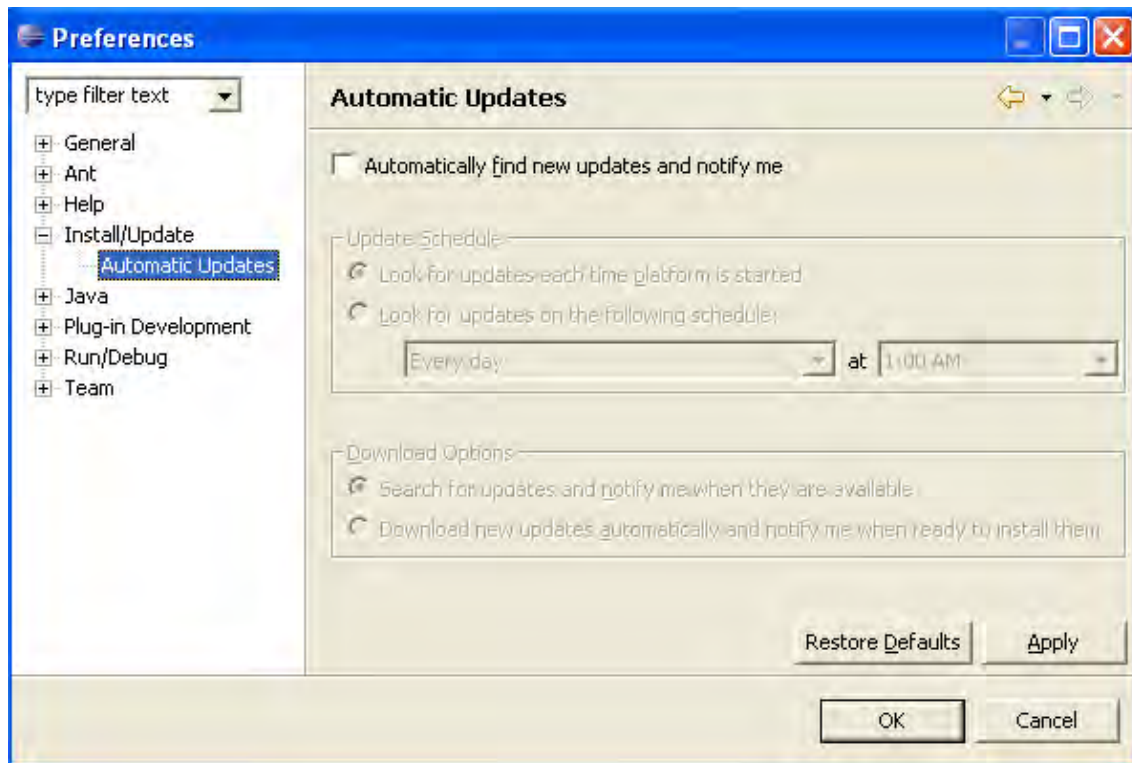 Preferences
type filter text
General
Ant
Help
Install/Update
Automatic Updates
Java
Plug-in Development
Run/Debug
Team
Automatic Updates
Automatically find new updates and notify me
Update Schedule
Look for updates each time platform is started
Look for updates on the following schedule:
Every day at 1:00 AM
Download Options
Search for updates and notify me when they are available
Download new updates automatically and notify me when ready to install them
Restore Defaults Apply
OK Cancel